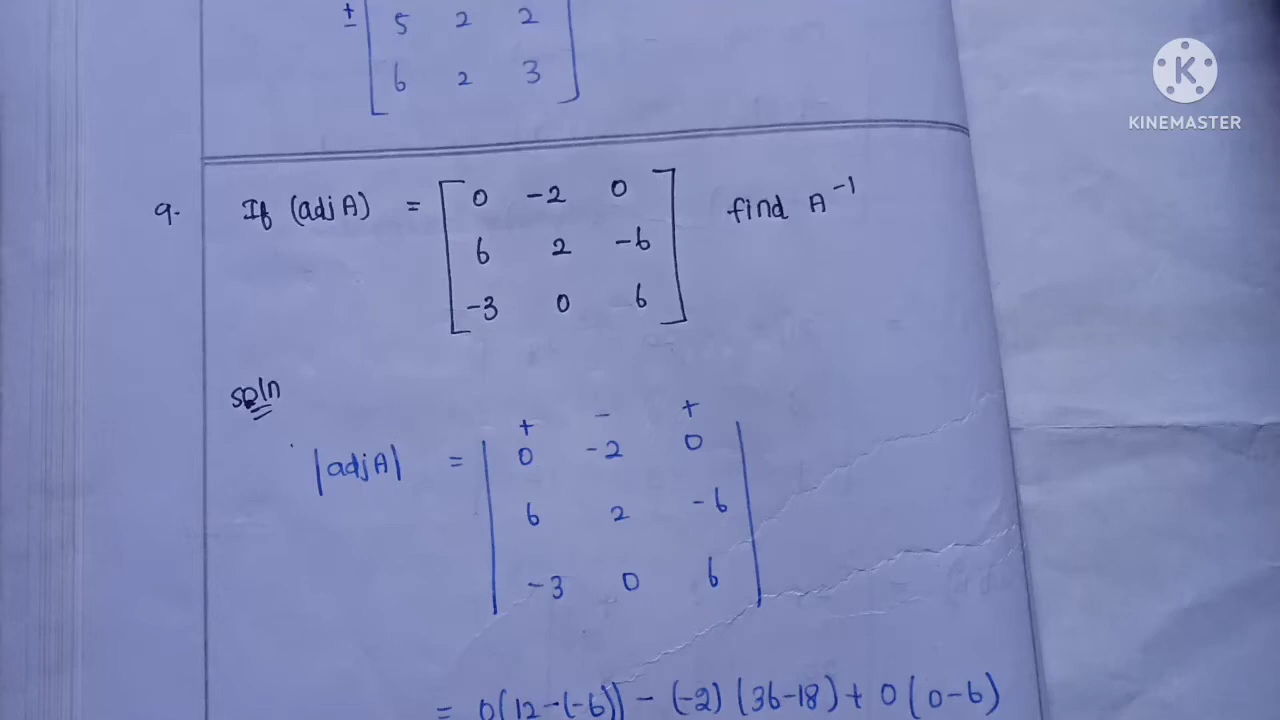 ± 5 2 2
6 2 3
KINEMASTER
9. If (adj A) = [0 -2 0
6 2 -6
-3 0 6] find A⁻¹
soln
+ - +
|adj A| = |0 -2 0
6 2 -6
-3 0 6|
= 0(12-(-6)) - (-2)(36-18) + 0(0-6)